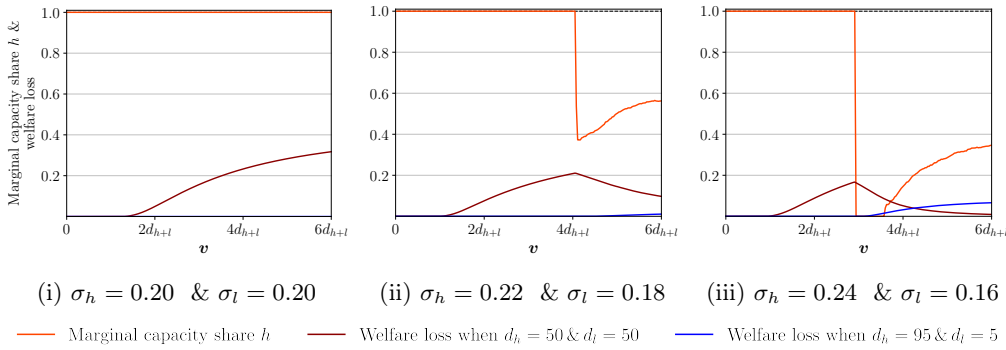 Marginal capacity share h &
welfare loss
1.0
0.8
0.6
0.4
0.2
0 2d_{h+l} 4d_{h+l} 6d_{h+l}
v
1.0
0.8
0.6
0.4
0.2
0 2d_{h+l} 4d_{h+l} 6d_{h+l}
v
1.0
0.8
0.6
0.4
0.2
0 2d_{h+l} 4d_{h+l} 6d_{h+l}
v
(i) σ_h = 0.20 & σ_l = 0.20
(ii) σ_h = 0.22 & σ_l = 0.18
(iii) σ_h = 0.24 & σ_l = 0.16
Marginal capacity share h
Welfare loss when d_h = 50 & d_l = 50
Welfare loss when d_h = 95 & d_l = 5